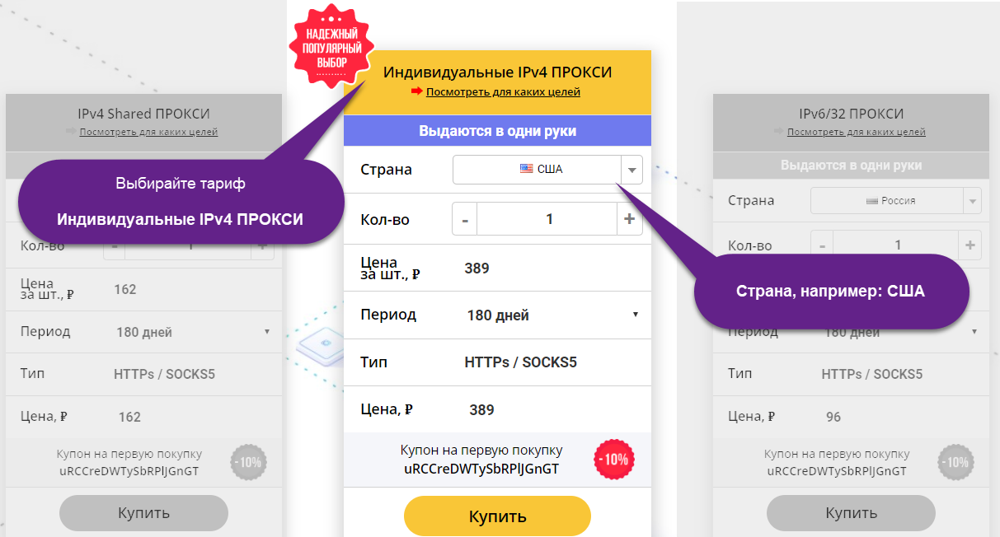 НАДЕЖНЫЙ
ПОПУЛЯРНЫЙ
ВЫБОР
IPv4 Shared ПРОКСИ
Посмотреть для каких целей
Выбирайте тариф
Индивидуальные IPv4 ПРОКСИ
Кол-во
- 1 +
Цена
за шт., ₽
162
Период
180 дней
Тип
HTTPs / SOCKS5
Цена, ₽
162
Купон на первую покупку
uRCCreDWTySbRPlJGnGT
-10%
Купить
Индивидуальные IPv4 ПРОКСИ
Посмотреть для каких целей
Выдаются в одни руки
Страна
США
Кол-во
- 1 +
Цена
за шт., ₽
389
Период
180 дней
Тип
HTTPs / SOCKS5
Цена, ₽
389
Купон на первую покупку
uRCCreDWTySbRPlJGnGT
-10%
Купить
IPv6/32 ПРОКСИ
Посмотреть для каких целей
Выдаются в одни руки
Страна
Россия
Кол-во
- 1 +
Страна, например: США
Период
180 дней
Тип
HTTPs / SOCKS5
Цена, ₽
96
Купон на первую покупку
uRCCreDWTySbRPlJGnGT
-10%
Купить